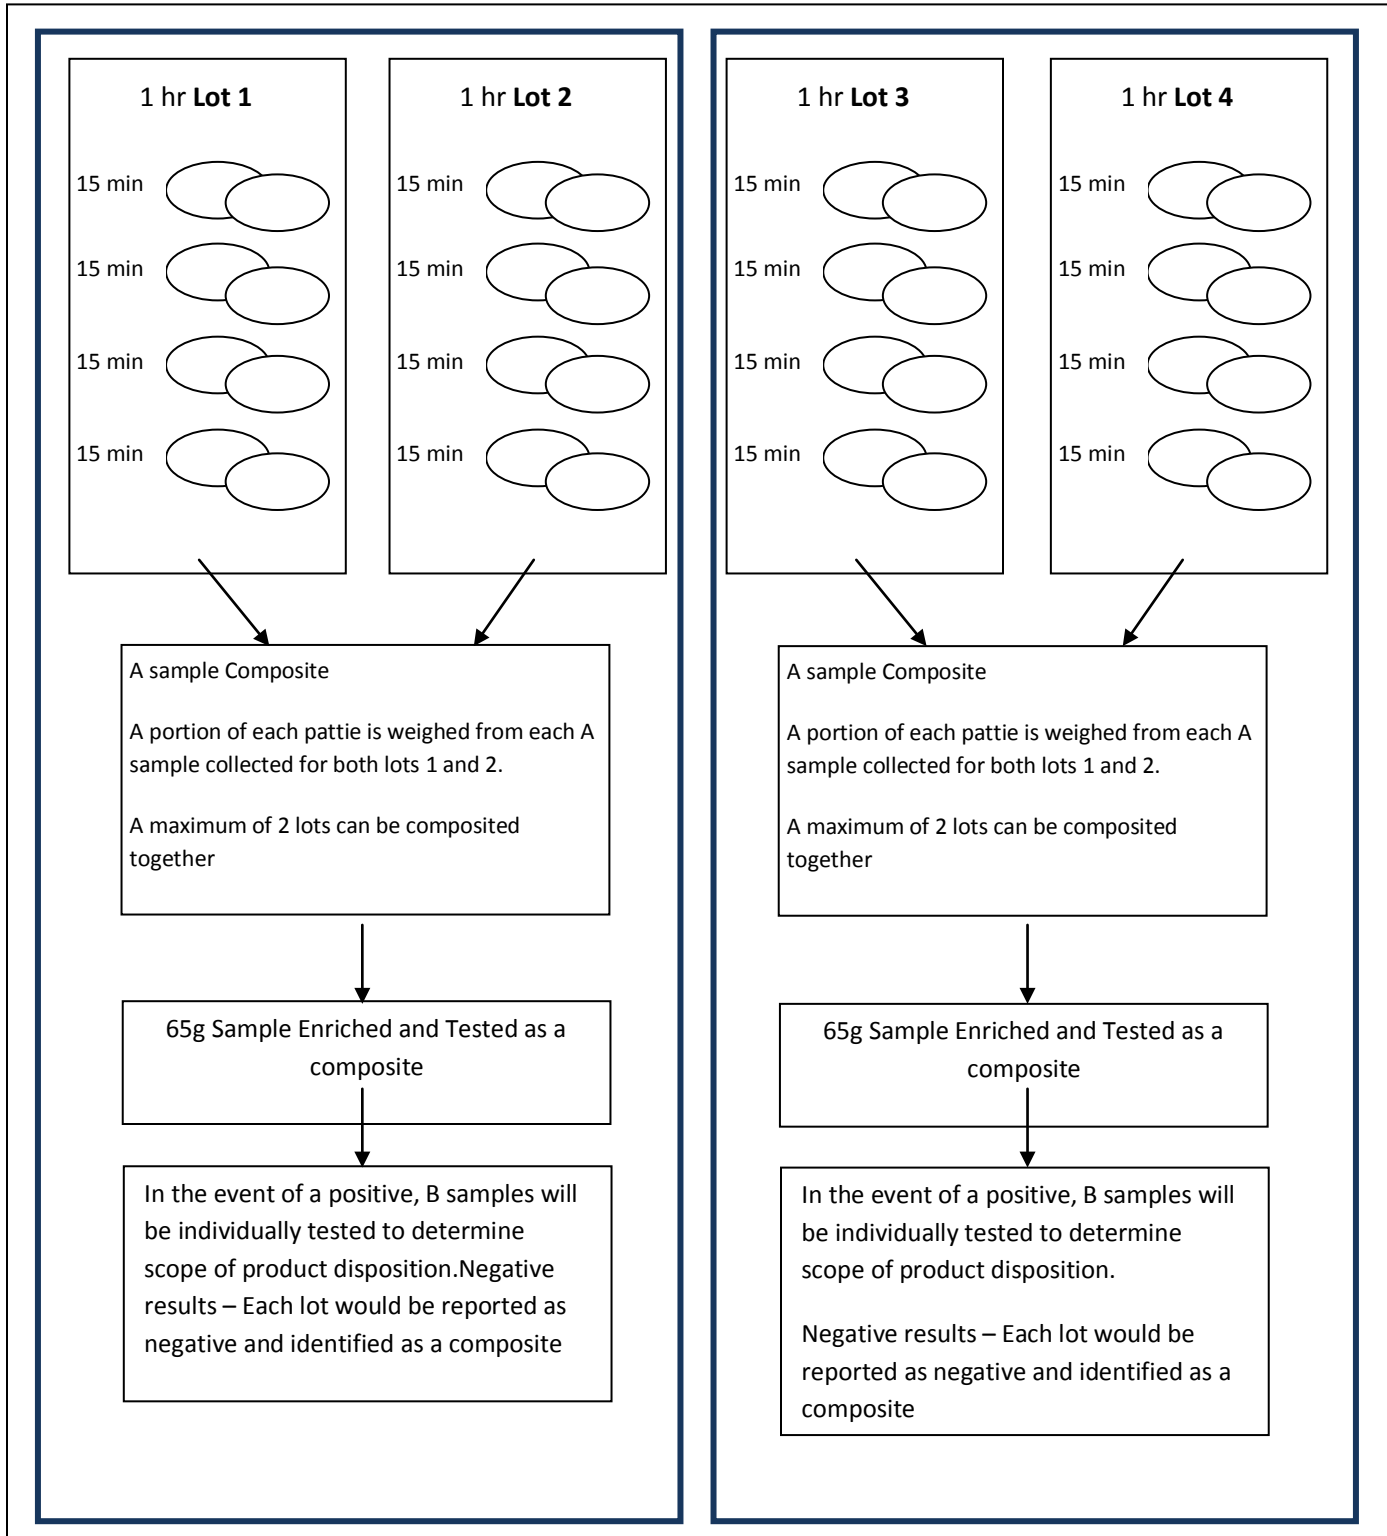 1 hr Lot 1
15 min
15 min
15 min
15 min
1 hr Lot 2
15 min
15 min
15 min
15 min
A sample Composite
A portion of each pattie is weighed from each A
sample collected for both lots 1 and 2.
A maximum of 2 lots can be composited
together
65g Sample Enriched and Tested as a
composite
In the event of a positive, B samples will
be individually tested to determine
scope of product disposition.Negative
results – Each lot would be reported as
negative and identified as a composite
1 hr Lot 3
15 min
15 min
15 min
15 min
1 hr Lot 4
15 min
15 min
15 min
15 min
A sample Composite
A portion of each pattie is weighed from each A
sample collected for both lots 1 and 2.
A maximum of 2 lots can be composited
together
65g Sample Enriched and Tested as a
composite
In the event of a positive, B samples will
be individually tested to determine
scope of product disposition.
Negative results – Each lot would be
reported as negative and identified as a
composite